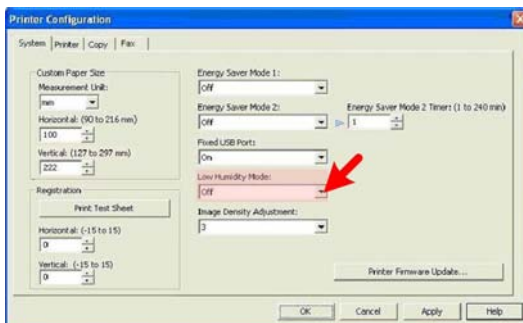 Printer Configuration
System Printer Copy Fax
Custom Paper Size
Measurement Unit:
mm
Horizontal: (90 to 216 mm)
100
Vertical: (127 to 297 mm)
222
Registration
Print Test Sheet
Horizontal: (-15 to 15)
0
Vertical: (-15 to 15)
0
Energy Saver Mode 1:
Off
Energy Saver Mode 2:
Off
Energy Saver Mode 2 Timer: (1 to 240 min)
1
Fixed USB Port:
On
Low Humidity Mode:
Off
Image Density Adjustment:
3
Printer Firmware Update...
OK Cancel Apply Help